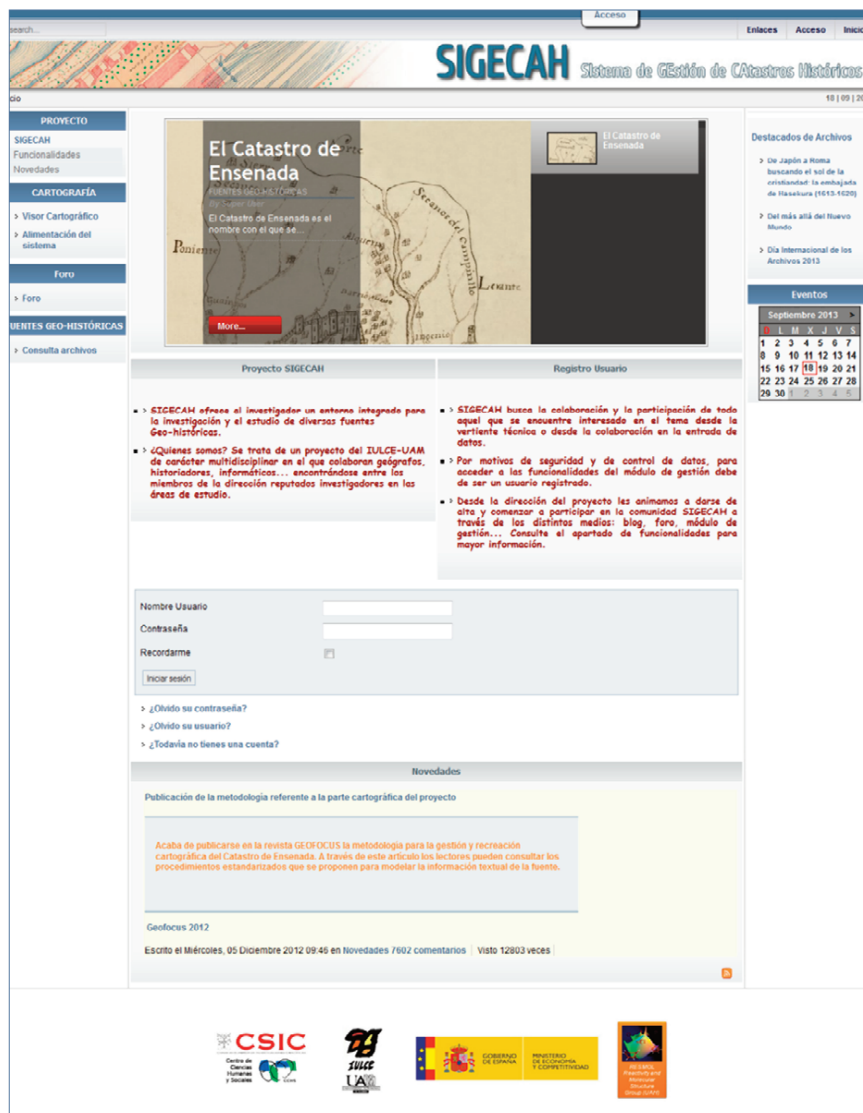 Acceso
search...
Enlaces Acceso Inicio
SIGECAH SIstema de GEstión de CAtastros Históricos
cio
18 | 09 | 20
PROYECTO
SIGECAH
Funcionalidades
Novedades
CARTOGRAFÍA
> Visor Cartográfico
> Alimentación del
sistema
Foro
> Foro
UENTES GEO-HISTÓRICAS
> Consulta archivos
El Catastro de
Ensenada
FUENTES GEO-HISTÓRICAS
By Super User
El Catastro de Ensenada es el
nombre con el que se...
More...
Norte
Poniente
Levante
El Catastro de
Ensenada
Destacados de Archivos
> De Japón a Roma
buscando el sol de la
cristiandad: la embajada
de Hasekura (1613-1620)
> Del más allá del Nuevo
Mundo
> Día Internacional de los
Archivos 2013
Eventos
Septiembre 2013 >
D L M X J V S
1 2 3 4 5 6 7
8 9 10 11 12 13 14
15 16 17 18 19 20 21
22 23 24 25 26 27 28
29 30 1 2 3 4 5
Proyecto SIGECAH
> SIGECAH ofrece al investigador un entorno integrado para
la investigación y el estudio de diversas fuentes
Geo-históricas.
> ¿Quienes somos? Se trata de un proyecto del IULCE-UAM
de carácter multidisciplinar en el que colaboran geógrafos,
historiadores, informáticos... encontrándose entre los
miembros de la dirección reputados investigadores en las
áreas de estudio.
Registro Usuario
> SIGECAH busca la colaboración y la participación de todo
aquel que se encuentre interesado en el tema desde la
vertiente técnica o desde la colaboración en la entrada de
datos.
> Por motivos de seguridad y de control de datos, para
acceder a las funcionalidades del módulo de gestión debe
de ser un usuario registrado.
> Desde la dirección del proyecto les animamos a darse de
alta y comenzar a participar en la comunidad SIGECAH a
través de los distintos medios: blog, foro, módulo de
gestión... Consulte el apartado de funcionalidades para
mayor información.
Nombre Usuario
Contraseña
Recordarme
Iniciar sesión
> ¿Olvido su contraseña?
> ¿Olvido su usuario?
> ¿Todavía no tienes una cuenta?
Novedades
Publicación de la metodología referente a la parte cartográfica del proyecto
Acaba de publicarse en la revista GEOFOCUS la metodología para la gestión y recreación
cartográfica del Catastro de Ensenada. A través de este artículo los lectores pueden consultar los
procedimientos estandarizados que se proponen para modelar la información textual de la fuente.
Geofocus 2012
Escrito el Miércoles, 05 Diciembre 2012 09:46 en Novedades 7602 comentarios | Visto 12803 veces
CSIC
Centro de
Ciencias
Humanas
y Sociales
CCHS
IULCE
UAM
GOBIERNO
DE ESPAÑA
MINISTERIO
DE ECONOMÍA
Y COMPETITIVIDAD
Reactivity and
Molecular
Structure
Group (UAH)